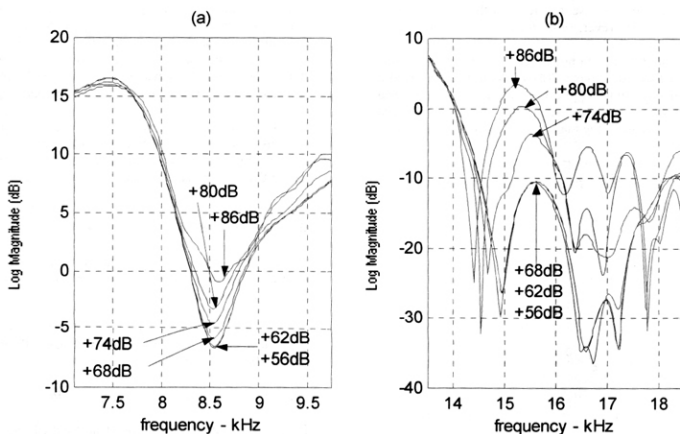 (a)
20
15
10
5
0
-5
-10
Log Magnitude (dB)
+80dB
+86dB
+74dB
+68dB
+62dB
+56dB
7.5
8
8.5
9
9.5
frequency - kHz
(b)
10
0
-10
-20
-30
-40
Log Magnitude (dB)
+86dB
+80dB
+74dB
+68dB
+62dB
+56dB
14
15
16
17
18
frequency - kHz